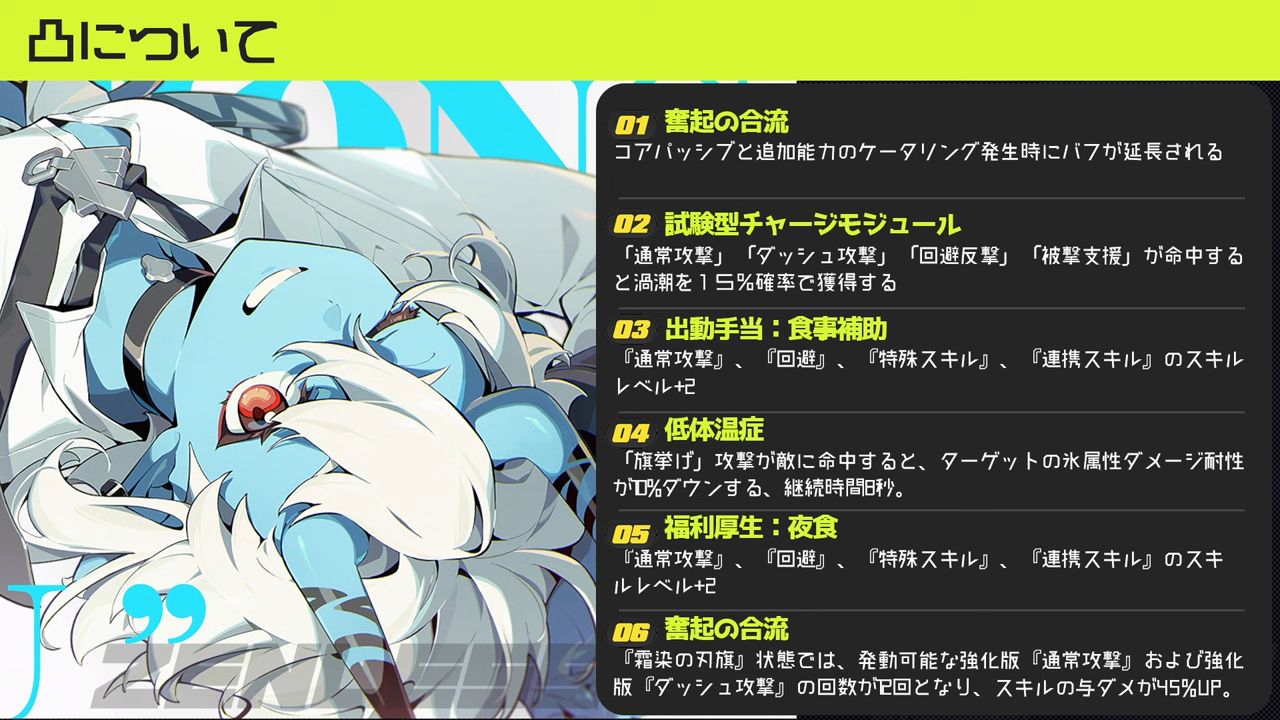 凸について
01 奮起の合流
コアパッシブと追加能力のケータリング発生時にバフが延長される
02 試験型チャージモジュール
「通常攻撃」「ダッシュ攻撃」「回避反撃」「被撃支援」が命中する
と渦潮を15%確率で獲得する
03 出動手当：食事補助
『通常攻撃』、『回避』、『特殊スキル』、『連携スキル』のスキル
レベル+2
04 低体温症
「旗挙げ」攻撃が敵に命中すると、ターゲットの氷属性ダメージ耐性
が10%ダウンする、継続時間8秒。
05 福利厚生：夜食
『通常攻撃』、『回避』、『特殊スキル』、『連携スキル』のスキ
ルレベル+2
06 奮起の合流
『霜染の刃旗』状態では、発動可能な強化版『通常攻撃』および強化
版『ダッシュ攻撃』の回数が12回となり、スキルの与ダメが45%UP。
J ”